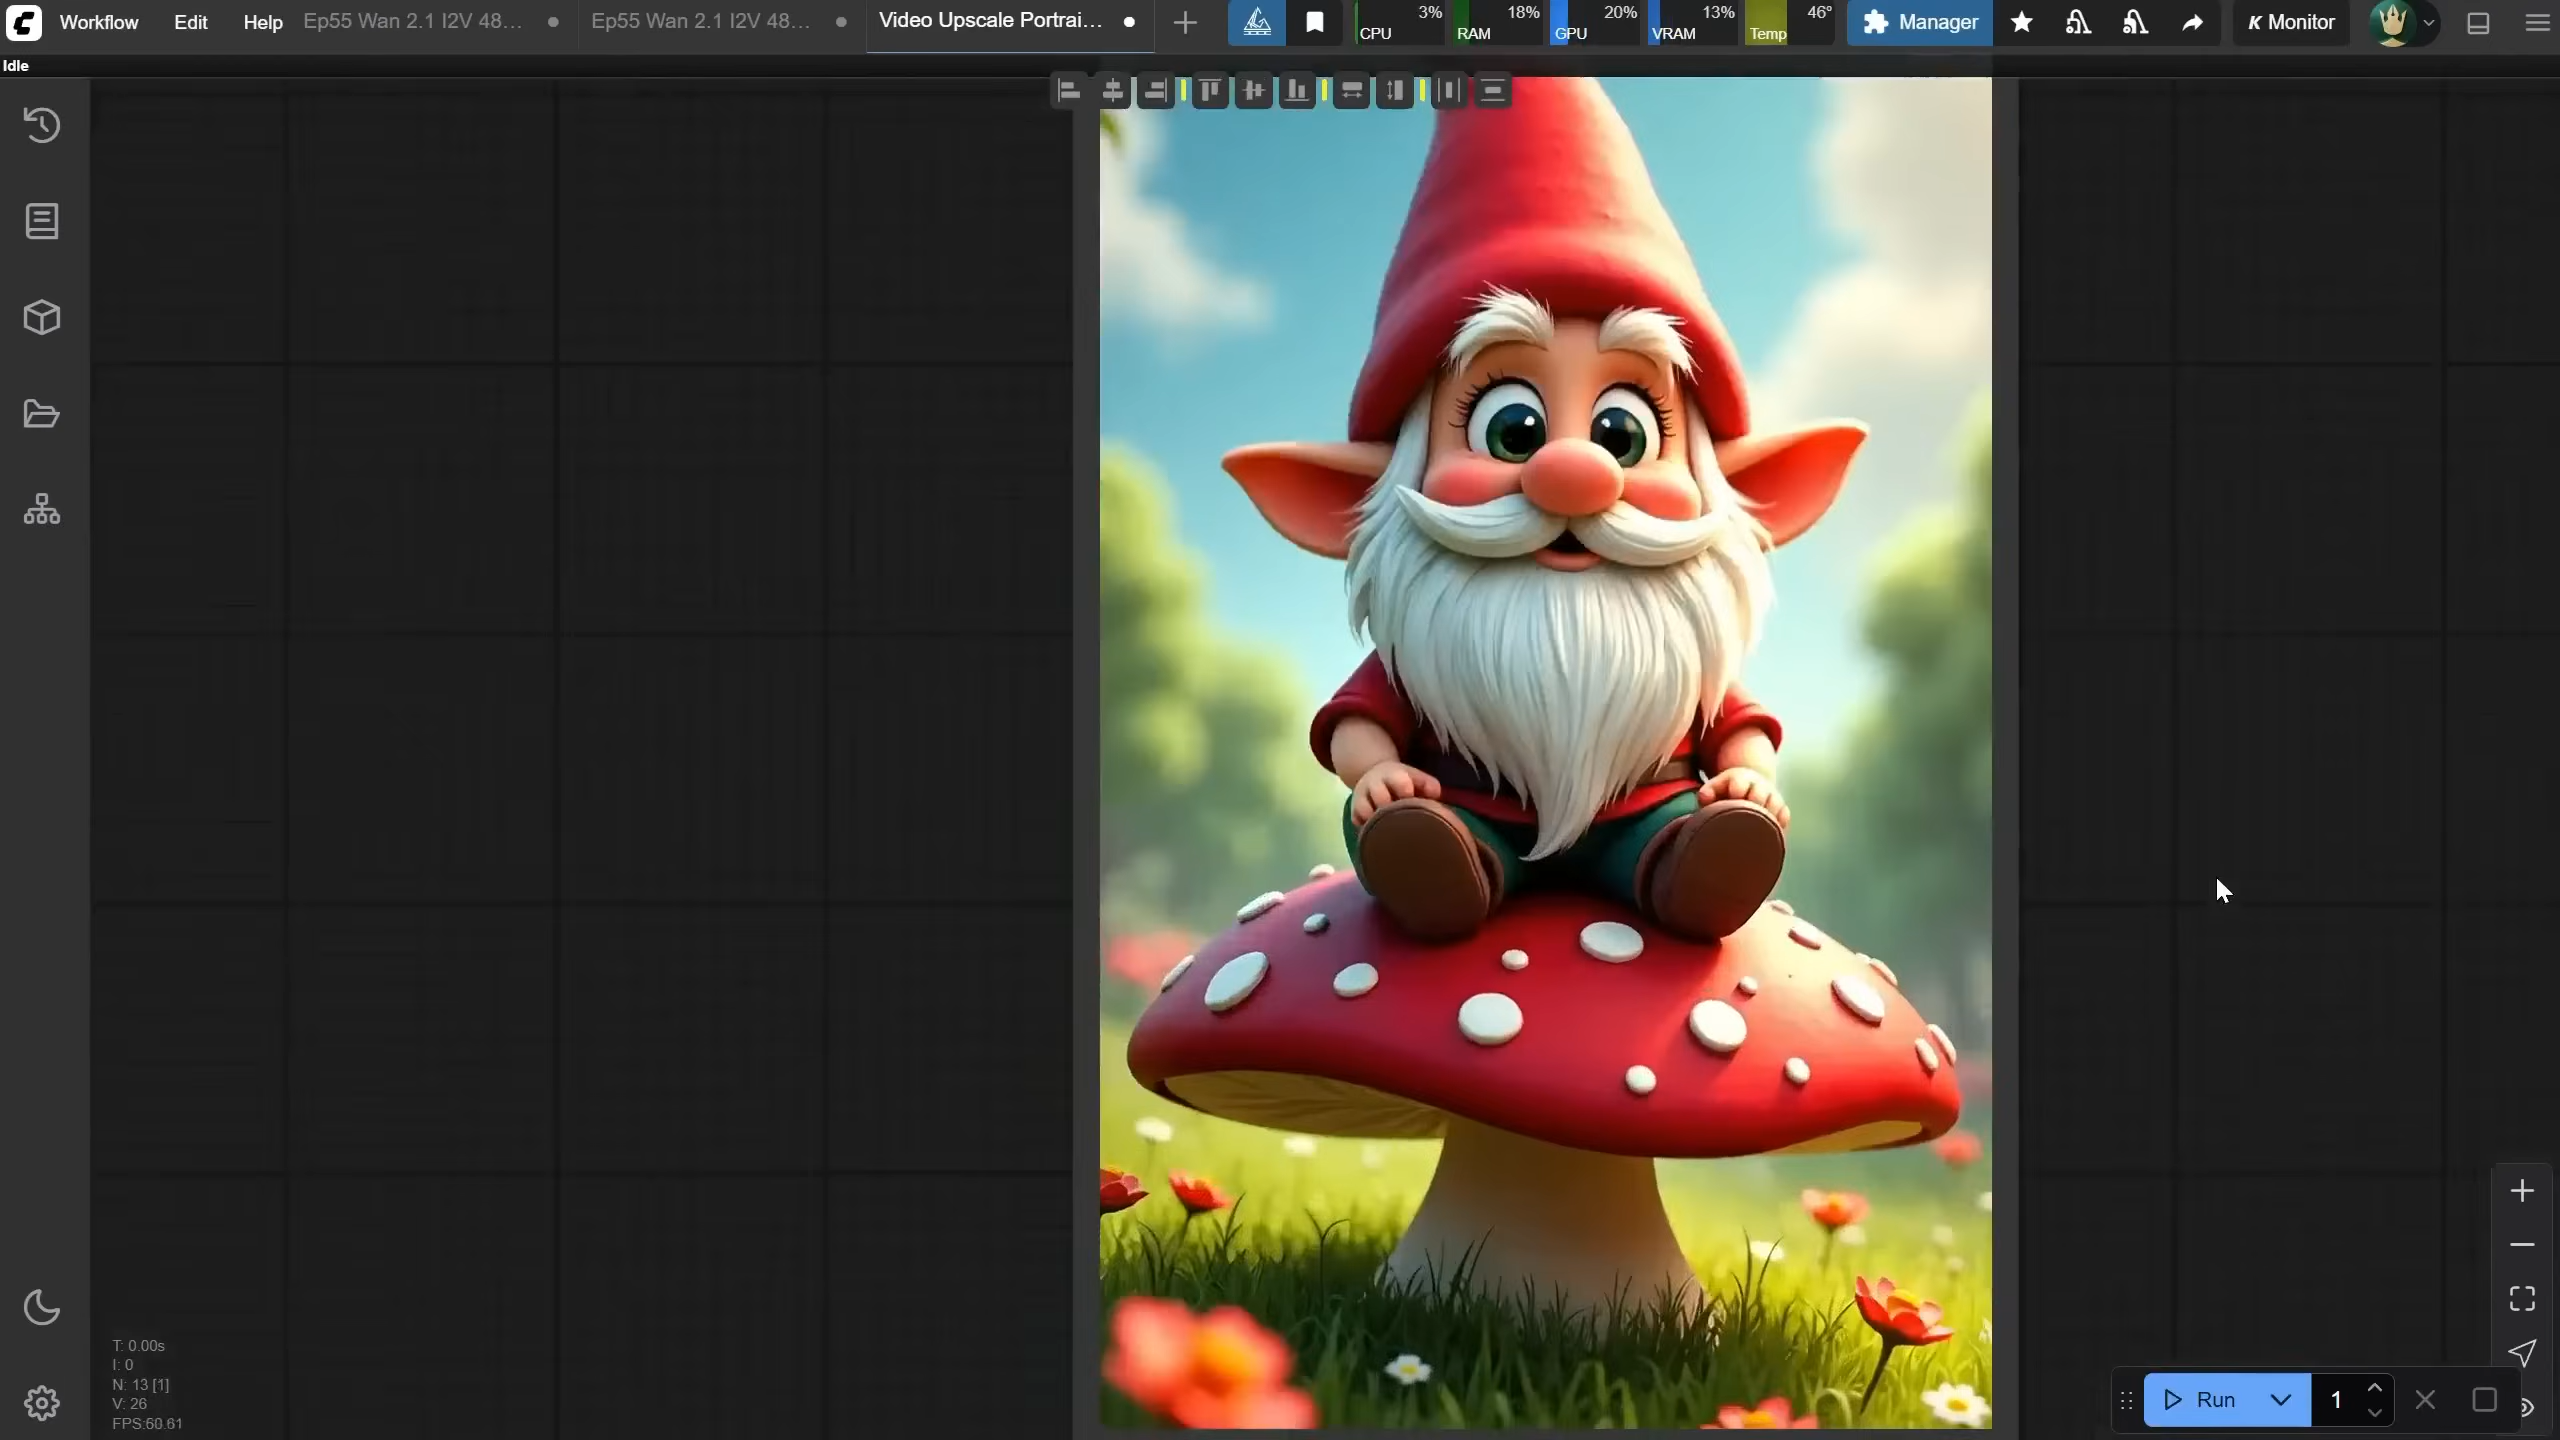 Workflow Edit Help Ep55 Wan 2.1 I2V 48... Ep55 Wan 2.1 I2V 48... Video Upscale Portrai... CPU 3% RAM 18% GPU 20% VRAM 13% Temp 46° Manager K Monitor
Idle
T: 0.00s
I: 0
N: 13 [1]
V: 26
FPS:60.61
Run 1